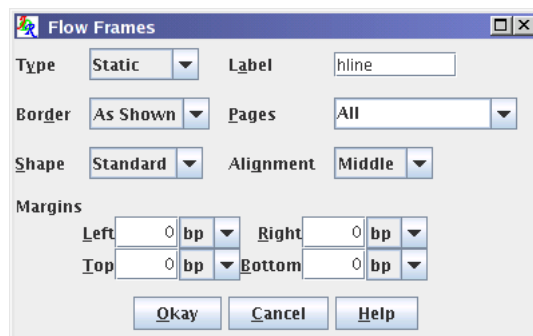 Flow Frames
Type Static Label hline
Border As Shown Pages All
Shape Standard Alignment Middle
Margins
Left 0 bp Right 0 bp
Top 0 bp Bottom 0 bp
Okay Cancel Help